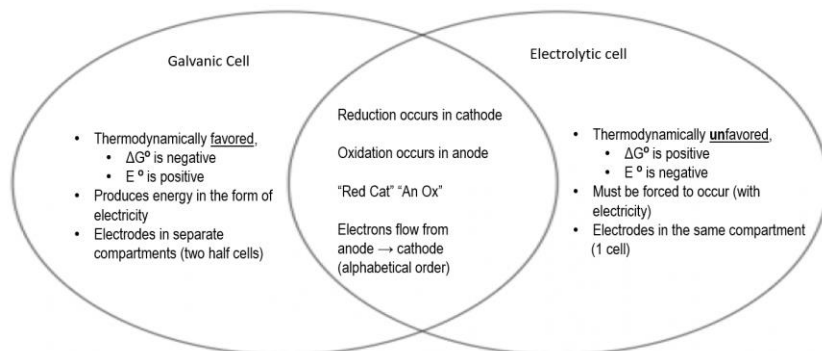 Galvanic Cell
• Thermodynamically favored,
• ΔGº is negative
• E º is positive
• Produces energy in the form of
electricity
• Electrodes in separate
compartments (two half cells)
Reduction occurs in cathode
Oxidation occurs in anode
“Red Cat” “An Ox”
Electrons flow from
anode → cathode
(alphabetical order)
Electrolytic cell
• Thermodynamically unfavored,
• ΔGº is positive
• E º is negative
• Must be forced to occur (with
electricity)
• Electrodes in the same compartment
(1 cell)